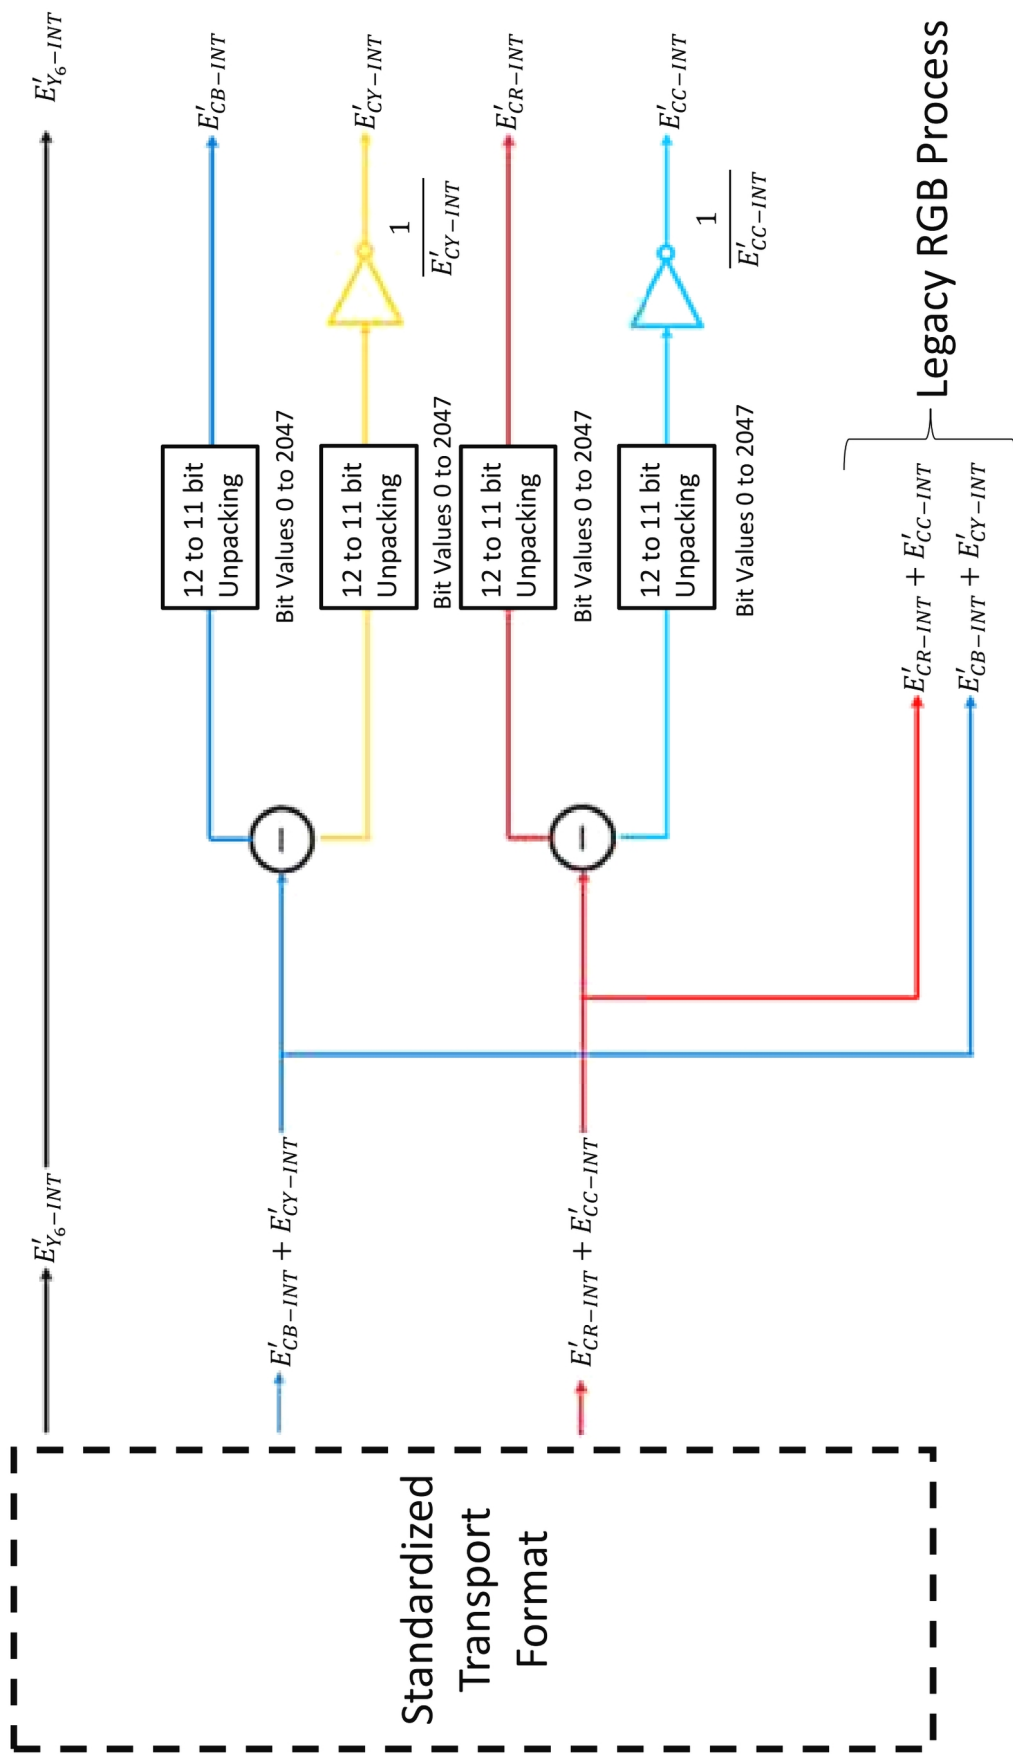 Standardized
Transport
Format
E′_{Y₆−INT}
E′_{Y₆−INT}
E′_{CB−INT} + E′_{CY−INT}
12 to 11 bit
Unpacking
E′_{CB−INT}
Bit Values 0 to 2047
12 to 11 bit
Unpacking
E′_{CY−INT}
1
E′_{CY−INT}
Bit Values 0 to 2047
E′_{CR−INT} + E′_{CC−INT}
12 to 11 bit
Unpacking
E′_{CR−INT}
Bit Values 0 to 2047
12 to 11 bit
Unpacking
E′_{CC−INT}
1
E′_{CC−INT}
Bit Values 0 to 2047
E′_{CR−INT} + E′_{CC−INT}
E′_{CB−INT} + E′_{CY−INT}
Legacy RGB Process